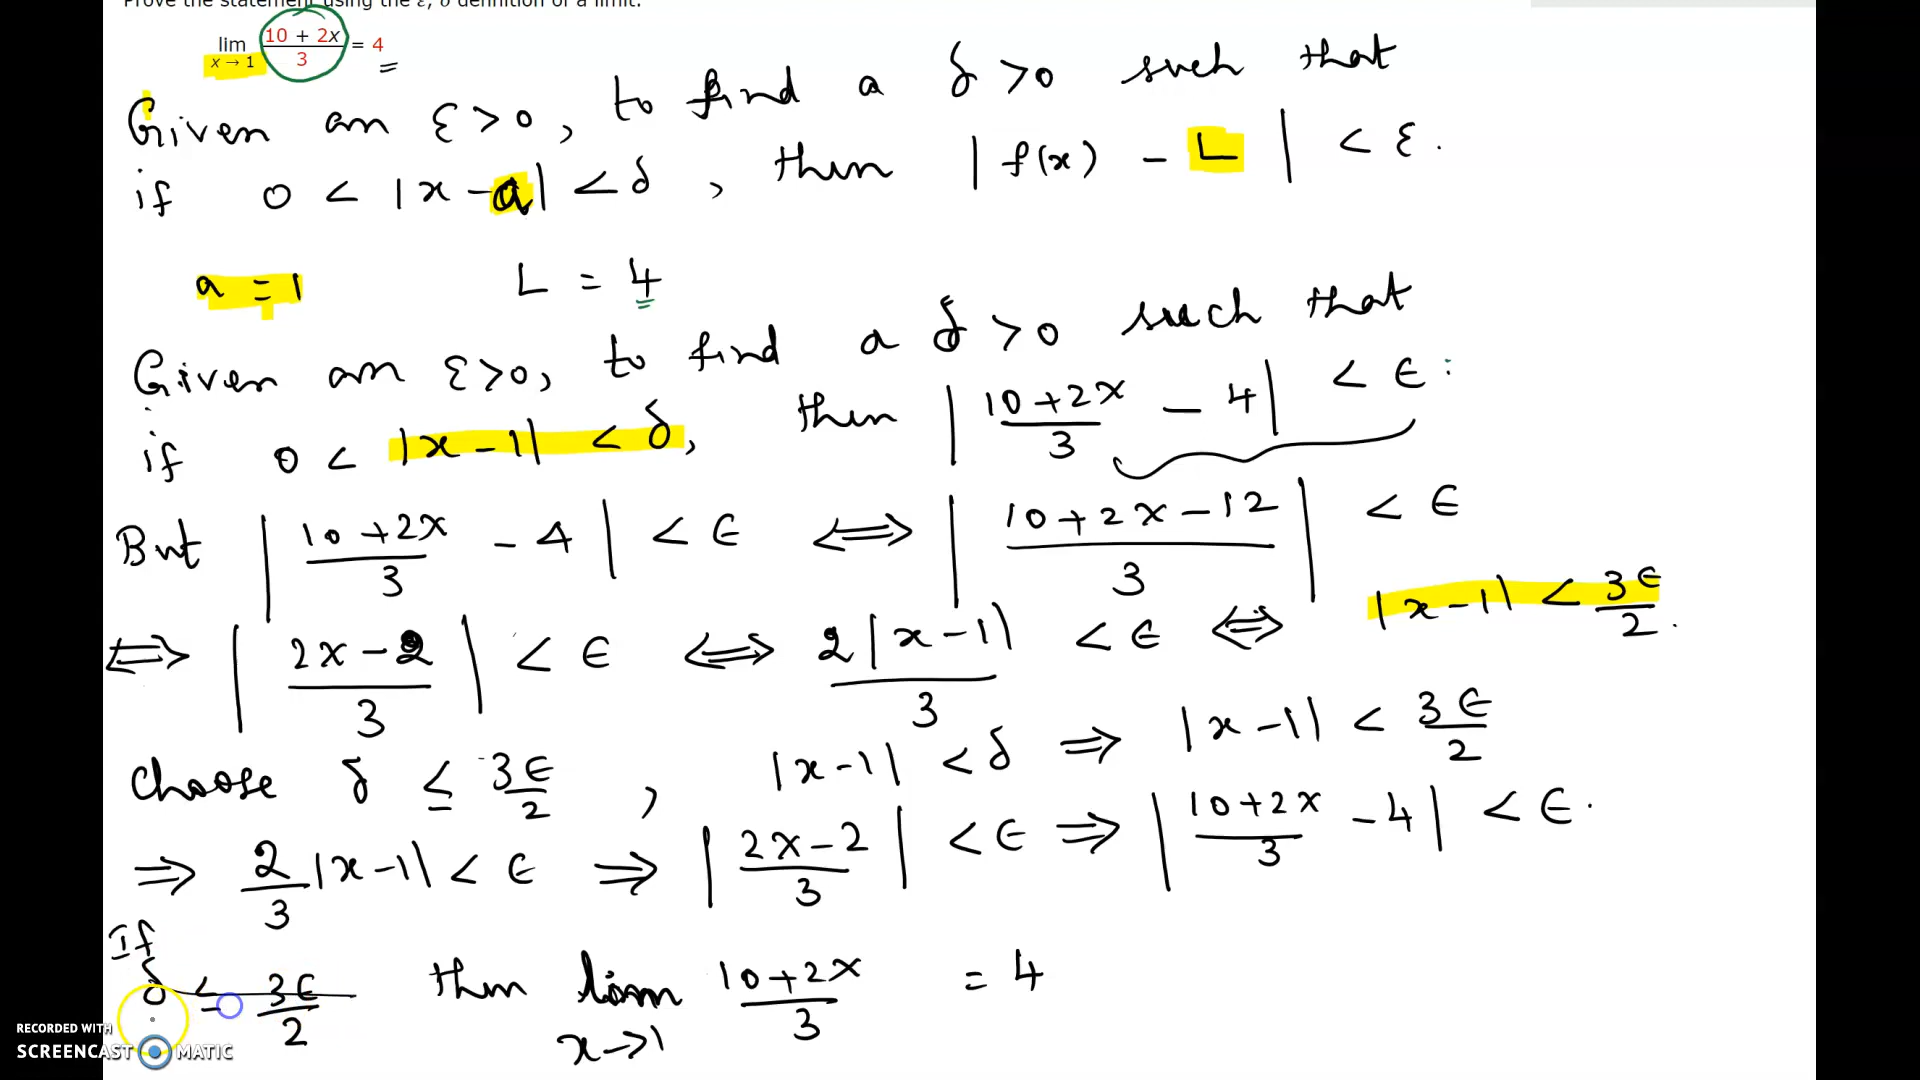 Prove the statement using the ε, δ definition of a limit.
lim x → 1 (10 + 2x)/3 = 4
Given an ε > 0, to find a δ > 0 such that
if 0 < |x - a| < δ, then |f(x) - L| < ε.
a = 1 L = 4
Given an ε > 0, to find a δ > 0 such that
if 0 < |x - 1| < δ, then |(10 + 2x)/3 - 4| < ε.
But |(10 + 2x)/3 - 4| < ε ⟺ |(10 + 2x - 12)/3| < ε
⟺ |(2x - 2)/3| < ε ⟺ 2|x - 1|/3 < ε ⟺ |x - 1| < 3ε/2.
Choose δ ≤ 3ε/2, |x - 1| < δ ⇒ |x - 1| < 3ε/2
⇒ 2/3 |x - 1| < ε ⇒ |(2x - 2)/3| < ε ⇒ |(10 + 2x)/3 - 4| < ε.
If
δ ≤ 3ε/2 then lim x → 1 (10 + 2x)/3 = 4
RECORDED WITH
SCREENCAST MATIC